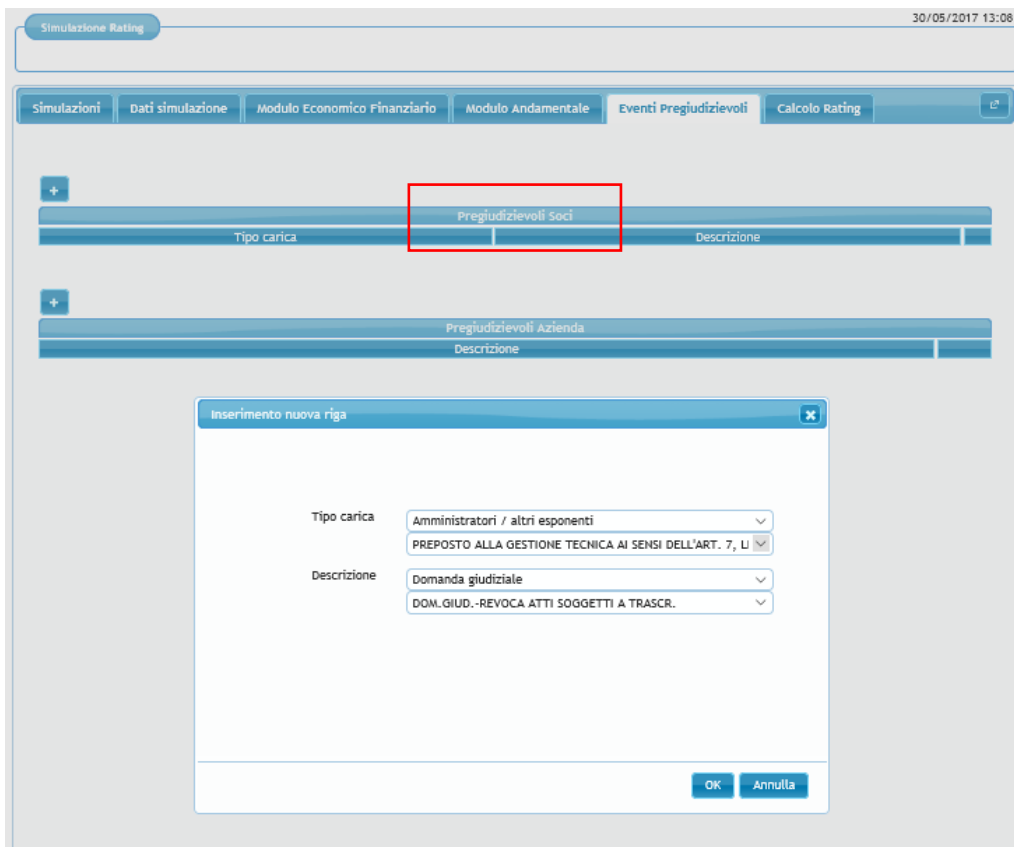 30/05/2017 13:08
Simulazione Rating
Simulazioni Dati simulazione Modulo Economico Finanziario Modulo Andamentale Eventi Pregiudizievoli Calcolo Rating
+
Pregiudizievoli Soci
Tipo carica Descrizione
+
Pregiudizievoli Azienda
Descrizione
Inserimento nuova riga
Tipo carica Amministratori / altri esponenti
PREPOSTO ALLA GESTIONE TECNICA AI SENSI DELL'ART. 7,
Descrizione Domanda giudiziale
DOM.GIUD.-REVOCA ATTI SOGGETTI A TRASCR.
OK Annulla